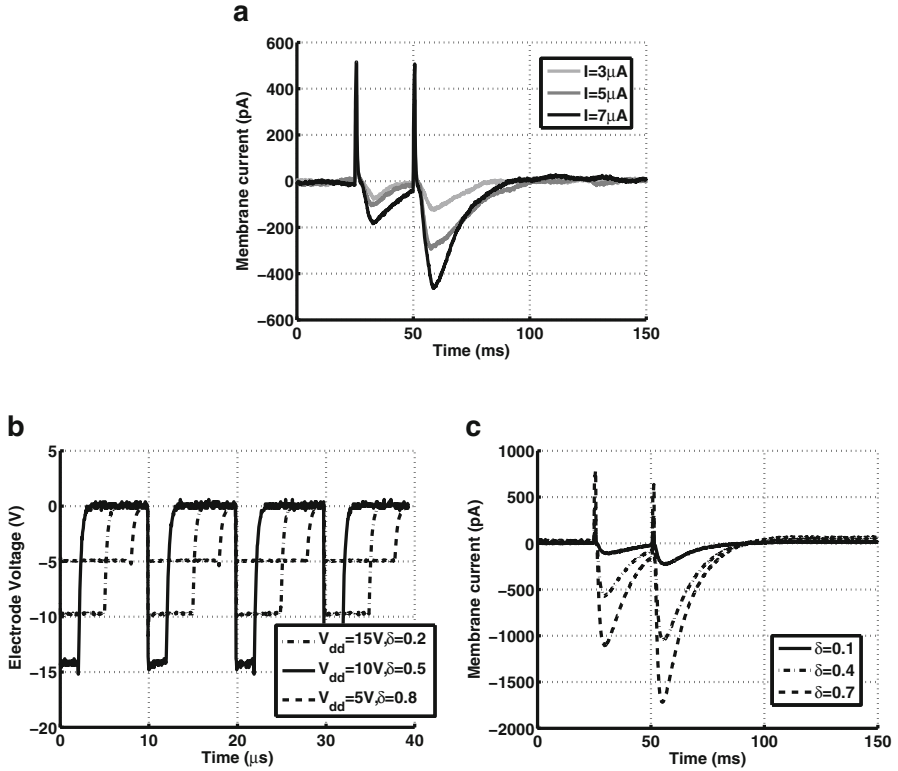 a
600
400
200
0
−200
−400
−600
0
50
100
150
Membrane current (pA)
Time (ms)
I=3μA
I=5μA
I=7μA
b
5
0
−5
−10
−15
−20
0
10
20
30
40
Electrode Voltage (V)
Time (μs)
Vdd=15V,δ=0.2
Vdd=10V,δ=0.5
Vdd=5V,δ=0.8
c
1000
500
0
−500
−1000
−1500
−2000
0
50
100
150
Membrane current (pA)
Time (ms)
δ=0.1
δ=0.4
δ=0.7